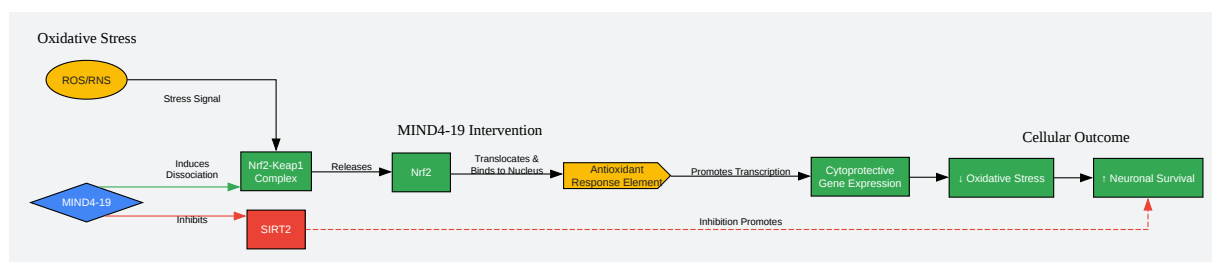 Oxidative Stress
ROS/RNS
Stress Signal
MIND4-19 Intervention
Cellular Outcome
Induces
Dissociation
Nrf2-Keap1
Complex
Releases
Nrf2
Translocates &
Binds to Nucleus
Antioxidant
Response Element
Promotes Transcription
Cytoprotective
Gene Expression
↓ Oxidative Stress
↑ Neuronal Survival
MIND4-19
Inhibits
SIRT2
Inhibition Promotes